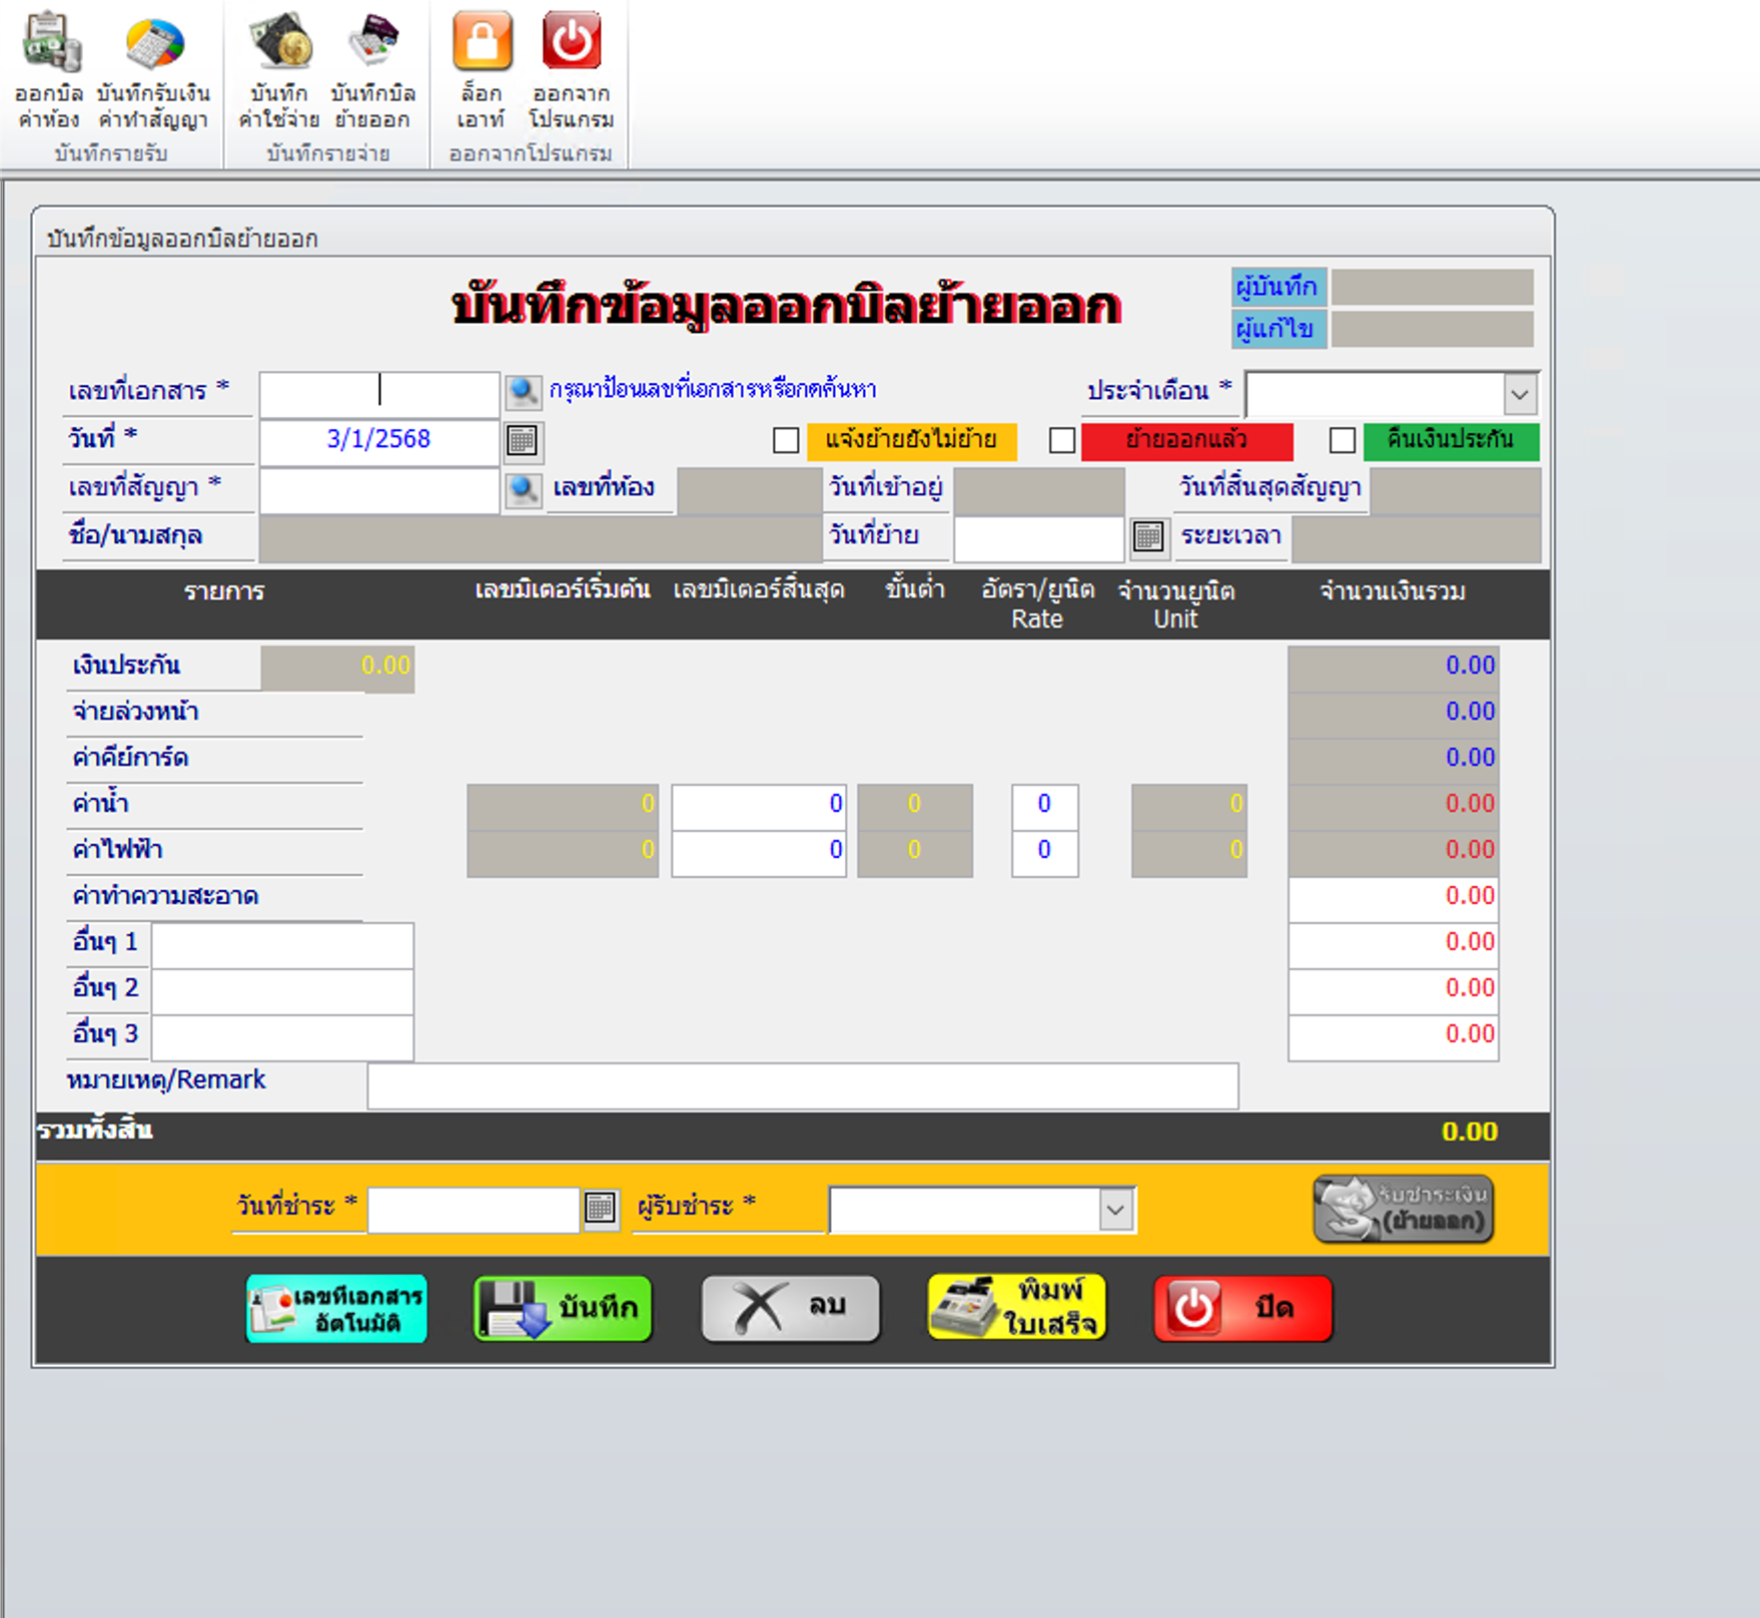 ออกบิล
ค่าห้อง
บันทึกรับเงิน
ค่าทำสัญญา
บันทึก
ค่าใช้จ่าย
บันทึกบิล
ย้ายออก
ล็อก
เอาท์
ออกจาก
โปรแกรม
บันทึกรายรับ
บันทึกรายจ่าย
ออกจากโปรแกรม
บันทึกข้อมูลออกบิลย้ายออก
บันทึกข้อมูลออกบิลย้ายออก
ผู้บันทึก
ผู้แก้ไข
เลขที่เอกสาร * กรุณาป้อนเลขที่เอกสารหรือกดค้นหา ประจำเดือน *
วันที่ * 3/1/2568 แจ้งย้ายยังไม่ย้าย ย้ายออกแล้ว คืนเงินประกัน
เลขที่สัญญา * เลขที่ห้อง วันที่เข้าอยู่ วันที่สิ้นสุดสัญญา
ชื่อ/นามสกุล วันที่ย้าย ระยะเวลา
รายการ เลขมิเตอร์เริ่มต้น เลขมิเตอร์สิ้นสุด ขั้นต่ำ อัตรา/ยูนิต จำนวนยูนิต จำนวนเงินรวม
Rate Unit
เงินประกัน 0.00 0.00
จ่ายล่วงหน้า 0.00
ค่าคีย์การ์ด 0.00
ค่าน้ำ 0 0 0 0 0 0.00
ค่าไฟฟ้า 0 0 0 0 0 0.00
ค่าทำความสะอาด 0.00
อื่นๆ 1 0.00
อื่นๆ 2 0.00
อื่นๆ 3 0.00
หมายเหตุ/Remark
รวมทั้งสิ้น 0.00
วันที่ชำระ * ผู้รับชำระ *
รับชำระเงิน
(ย้ายออก)
เลขที่เอกสาร
อัตโนมัติ
บันทึก
ลบ
พิมพ์
ใบเสร็จ
ปิด